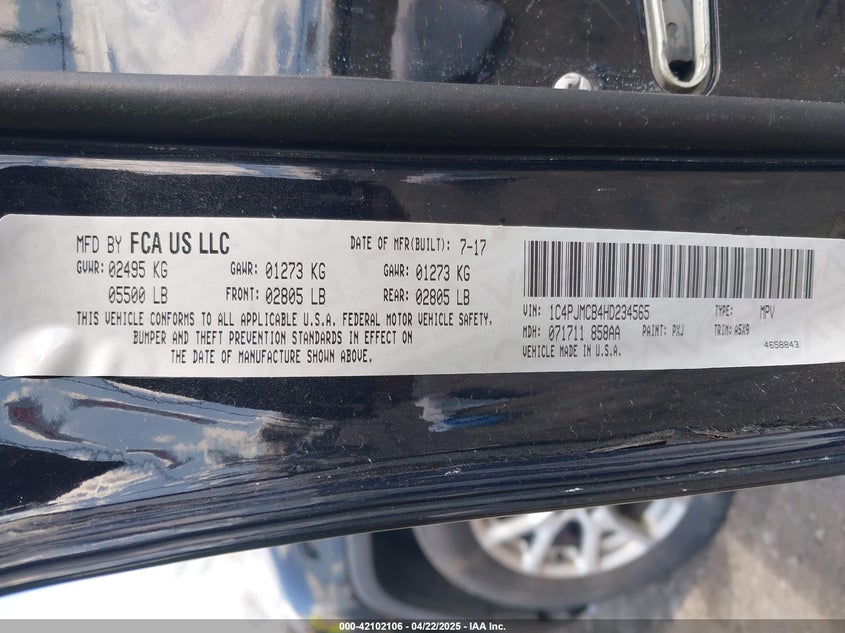 MFD BY FCA US LLC
DATE OF MFR(BUILT): 7-17
GVWR: 02495 KG GAWR: 01273 KG GAWR: 01273 KG
05500 LB FRONT: 02805 LB REAR: 02805 LB
THIS VEHICLE CONFORMS TO ALL APPLICABLE U.S.A. FEDERAL MOTOR VEHICLE SAFETY,
BUMPER AND THEFT PREVENTION STANDARDS IN EFFECT ON
THE DATE OF MANUFACTURE SHOWN ABOVE.
VIN: 1C4PJMCB4HD234565 TYPE: MPV
MDH: 071711 858AA PAINT: PXJ TRIM: A5X9
VEHICLE MADE IN U.S.A. 4658843
000-42102106 - 04/22/2025 - IAA Inc.